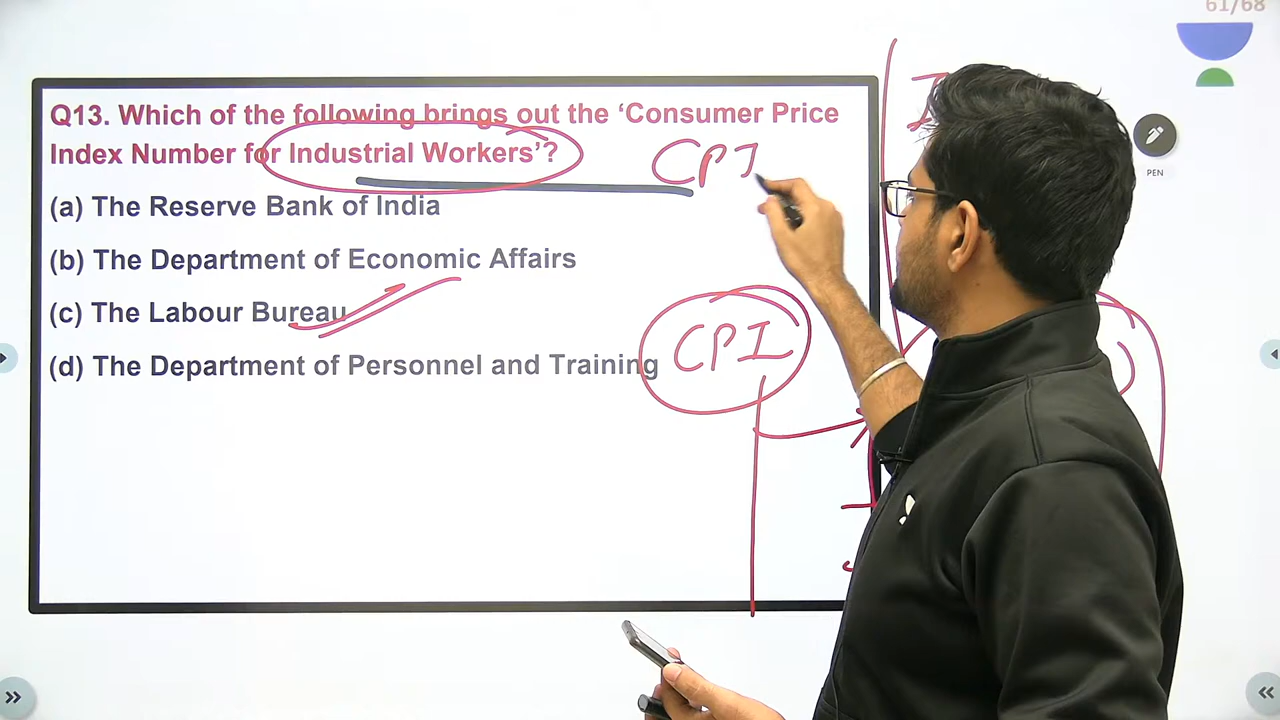 61/68
Q13. Which of the following brings out the ‘Consumer Price
Index Number for Industrial Workers’?
CPI
(a) The Reserve Bank of India
(b) The Department of Economic Affairs
(c) The Labour Bureau
(d) The Department of Personnel and Training
CPI
PEN